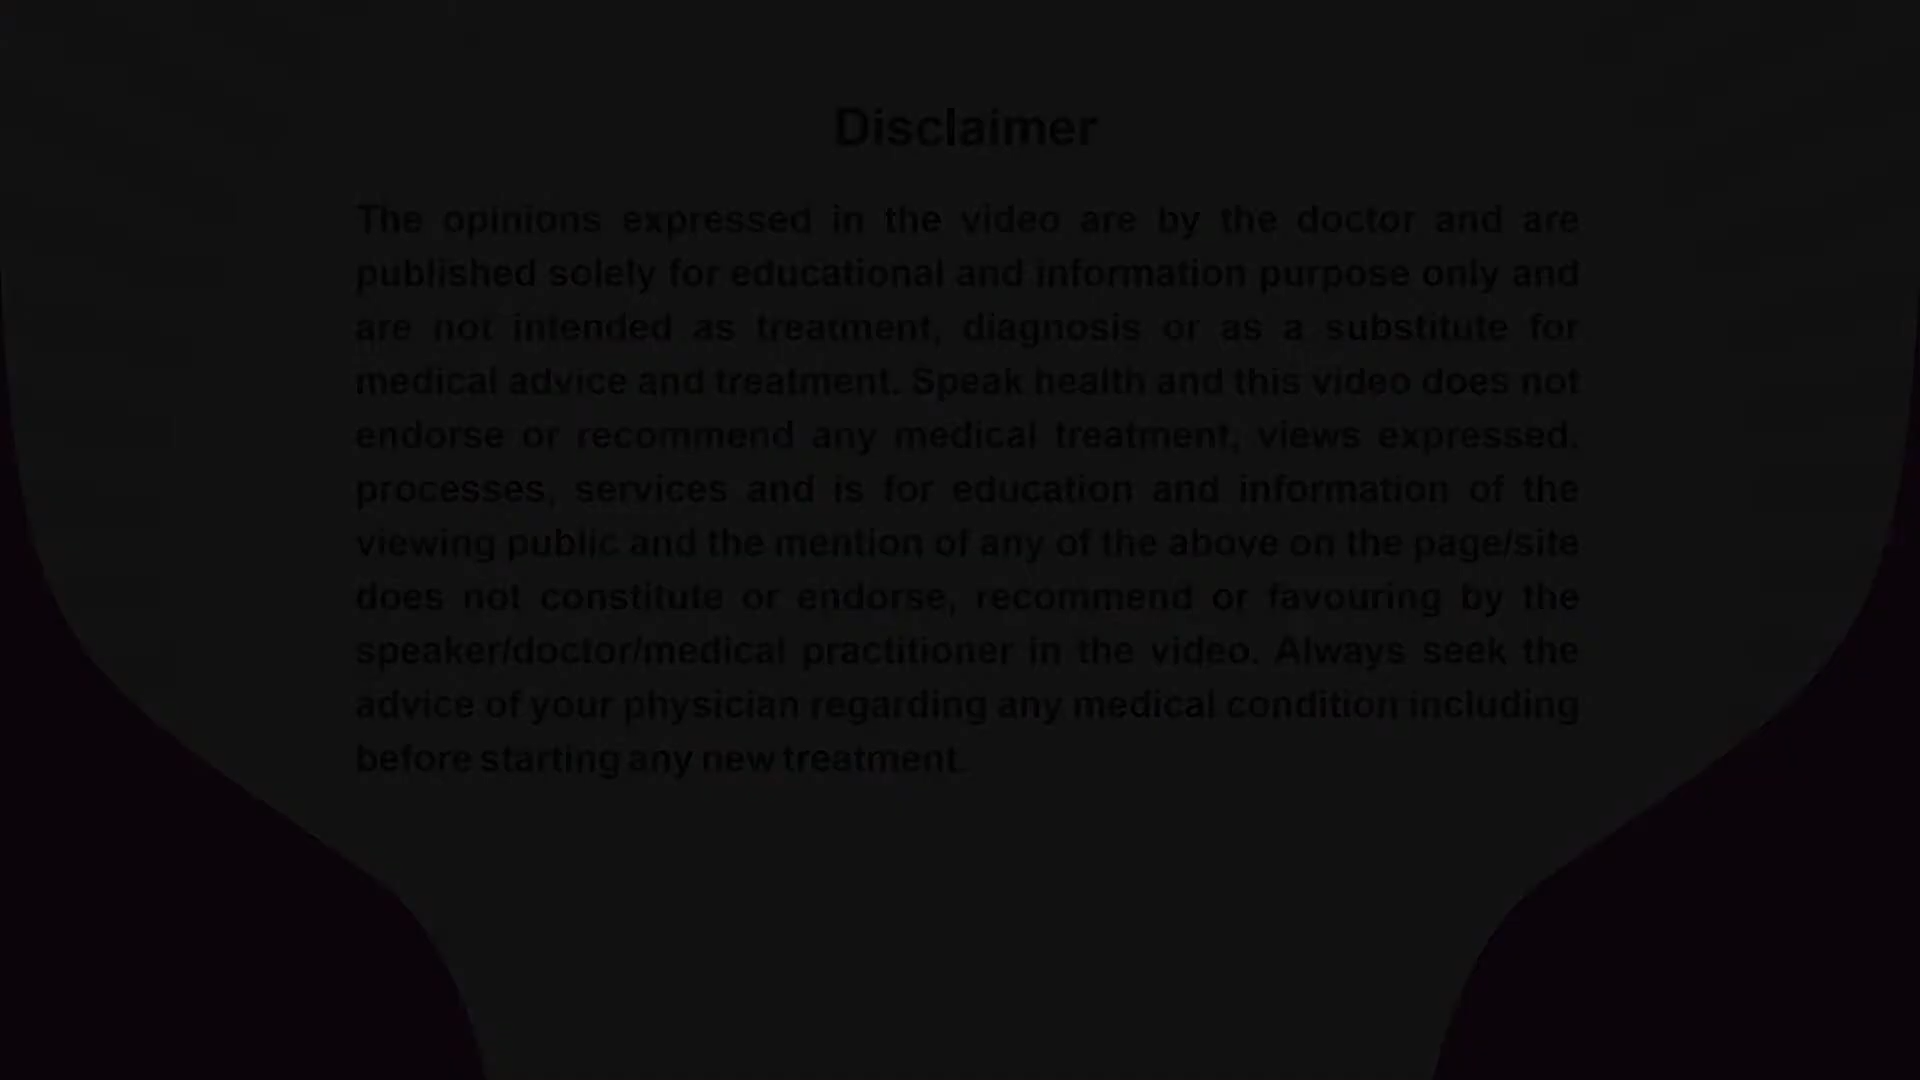 Disclaimer
The opinions expressed in the video are by the doctor and are
published solely for educational and information purpose only and
are not intended as treatment, diagnosis or as a substitute for
medical advice and treatment. Speak health and this video does not
endorse or recommend any medical treatment, views expressed.
processes, services and is for education and information of the
viewing public and the mention of any of the above on the page/site
does not constitute or endorse, recommend or favouring by the
speaker/doctor/medical practitioner in the video. Always seek the
advice of your physician regarding any medical condition including
before starting any new treatment.